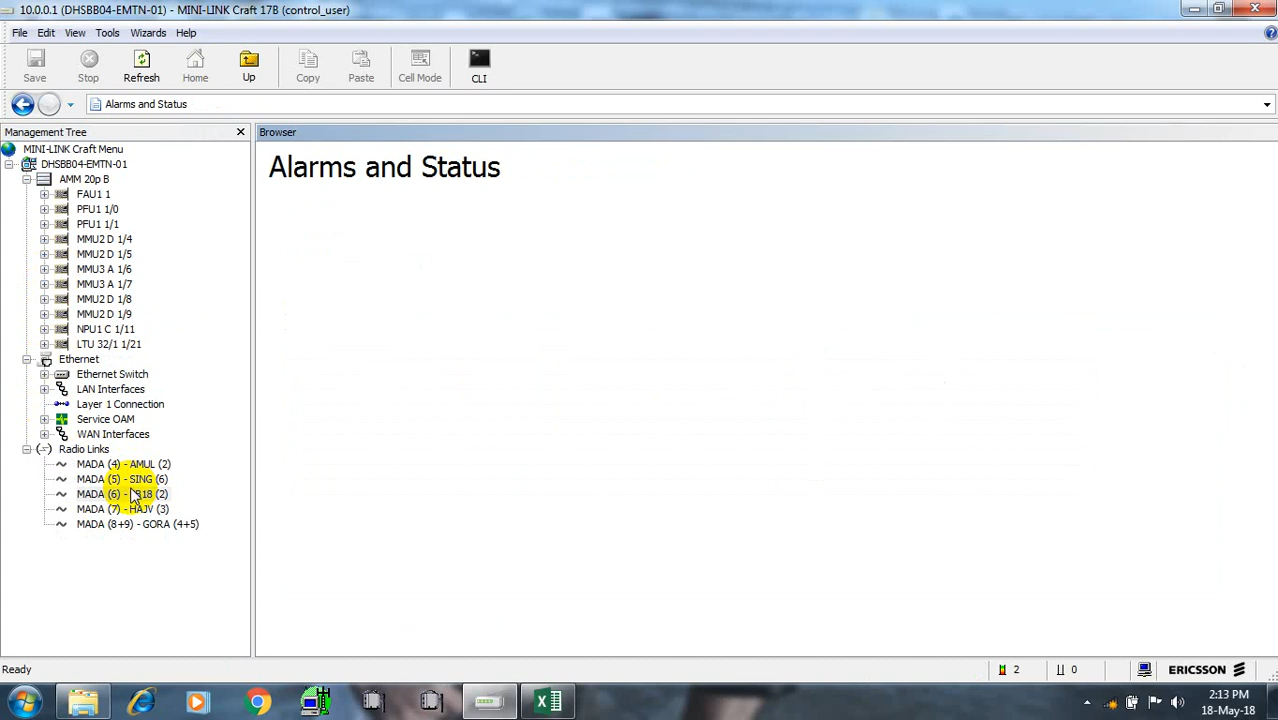 10.0.0.1 (DHSBB04-EMTN-01) - MINI-LINK Craft 17B (control_user)
File Edit View Tools Wizards Help
Save Stop Refresh Home Up Copy Paste Cell Mode CLI
Alarms and Status
Management Tree
Browser
MINI-LINK Craft Menu
DHSBB04-EMTN-01
AMM 20p B
FAU1 1
PFU1 1/0
PFU1 1/1
MMU2 D 1/4
MMU2 D 1/5
MMU3 A 1/6
MMU3 A 1/7
MMU2 D 1/8
MMU2 D 1/9
NPU1 C 1/11
LTU 32/1 1/21
Ethernet
Ethernet Switch
LAN Interfaces
Layer 1 Connection
Service OAM
WAN Interfaces
Radio Links
MADA (4) - AMUL (2)
MADA (5) - SING (6)
MADA (6) - (2)
MADA (7) - HAJV (3)
MADA (8+9) - GORA (4+5)
Alarms and Status
Ready
2
0
ERICSSON
2:13 PM
18-May-18